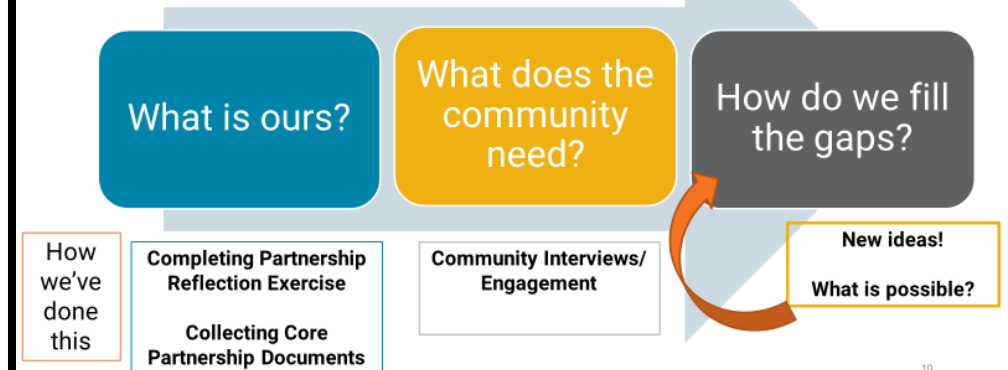 What is ours?
What does the
community
need?
How do we fill
the gaps?
How
we've
done
this
Completing Partnership
Reflection Exercise
Collecting Core
Partnership Documents
Community Interviews/
Engagement
New ideas!
What is possible?
10